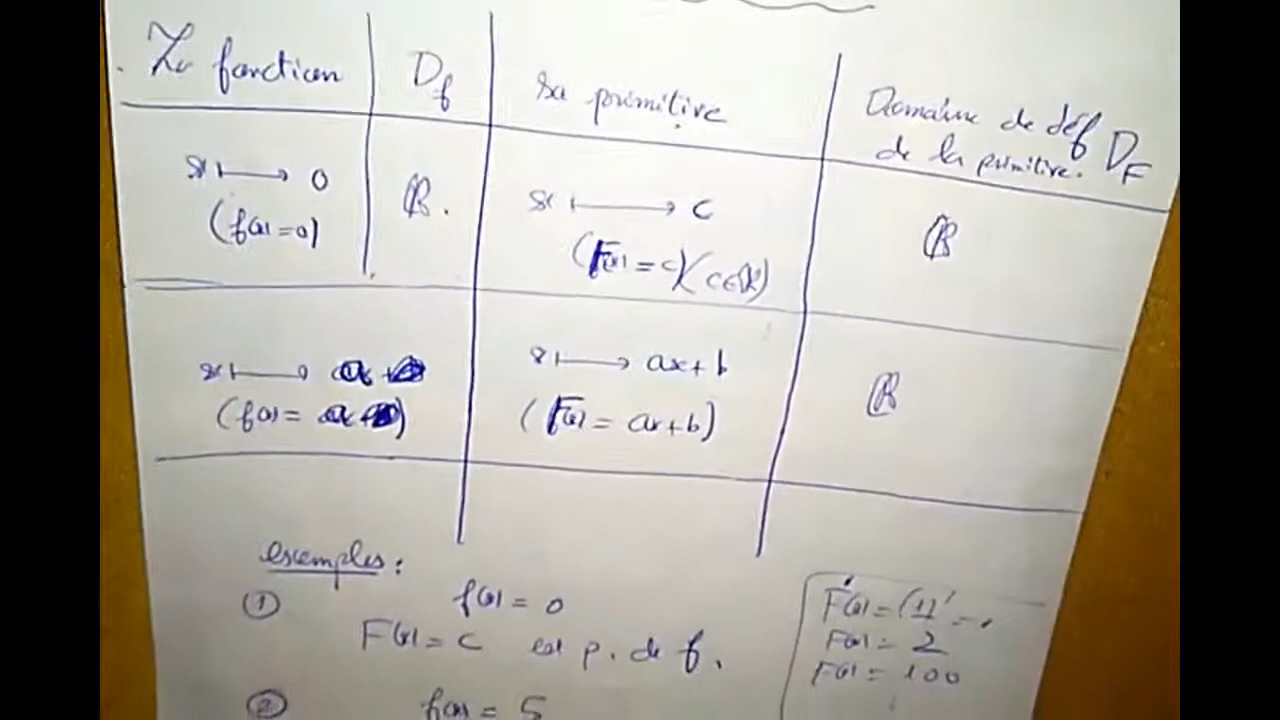 La fonction
Df
sa primitive
Domaine de déf
de la primitive. DF
x ⟼ 0
(f(x) = 0)
ℝ.
x ⟼ c
(F(x) = c) (c∈ℝ)
ℝ
x ⟼ a
(f(x) = a)
x ⟼ ax + b
(F(x) = ax + b)
ℝ
exemples :
① f(x) = 0
F(x) = c est p. de f.
F'(x) = (1)' =
F(x) = 2
F(x) = 100
② f(x) = 5